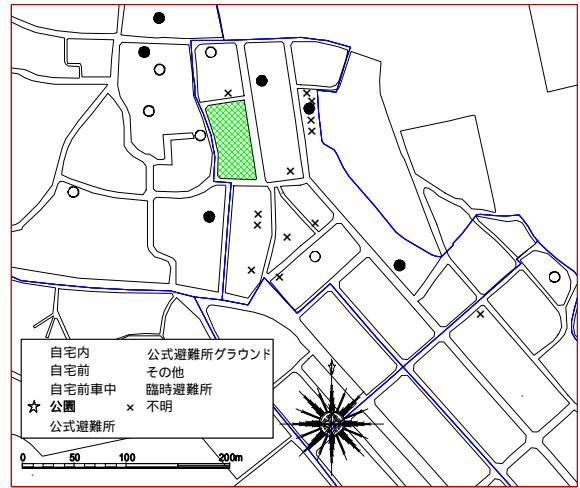 自宅内 公式避難所グラウンド
自宅前 その他
自宅前車中 臨時避難所
☆ 公園 × 不明
公式避難所
0 50 100 200m